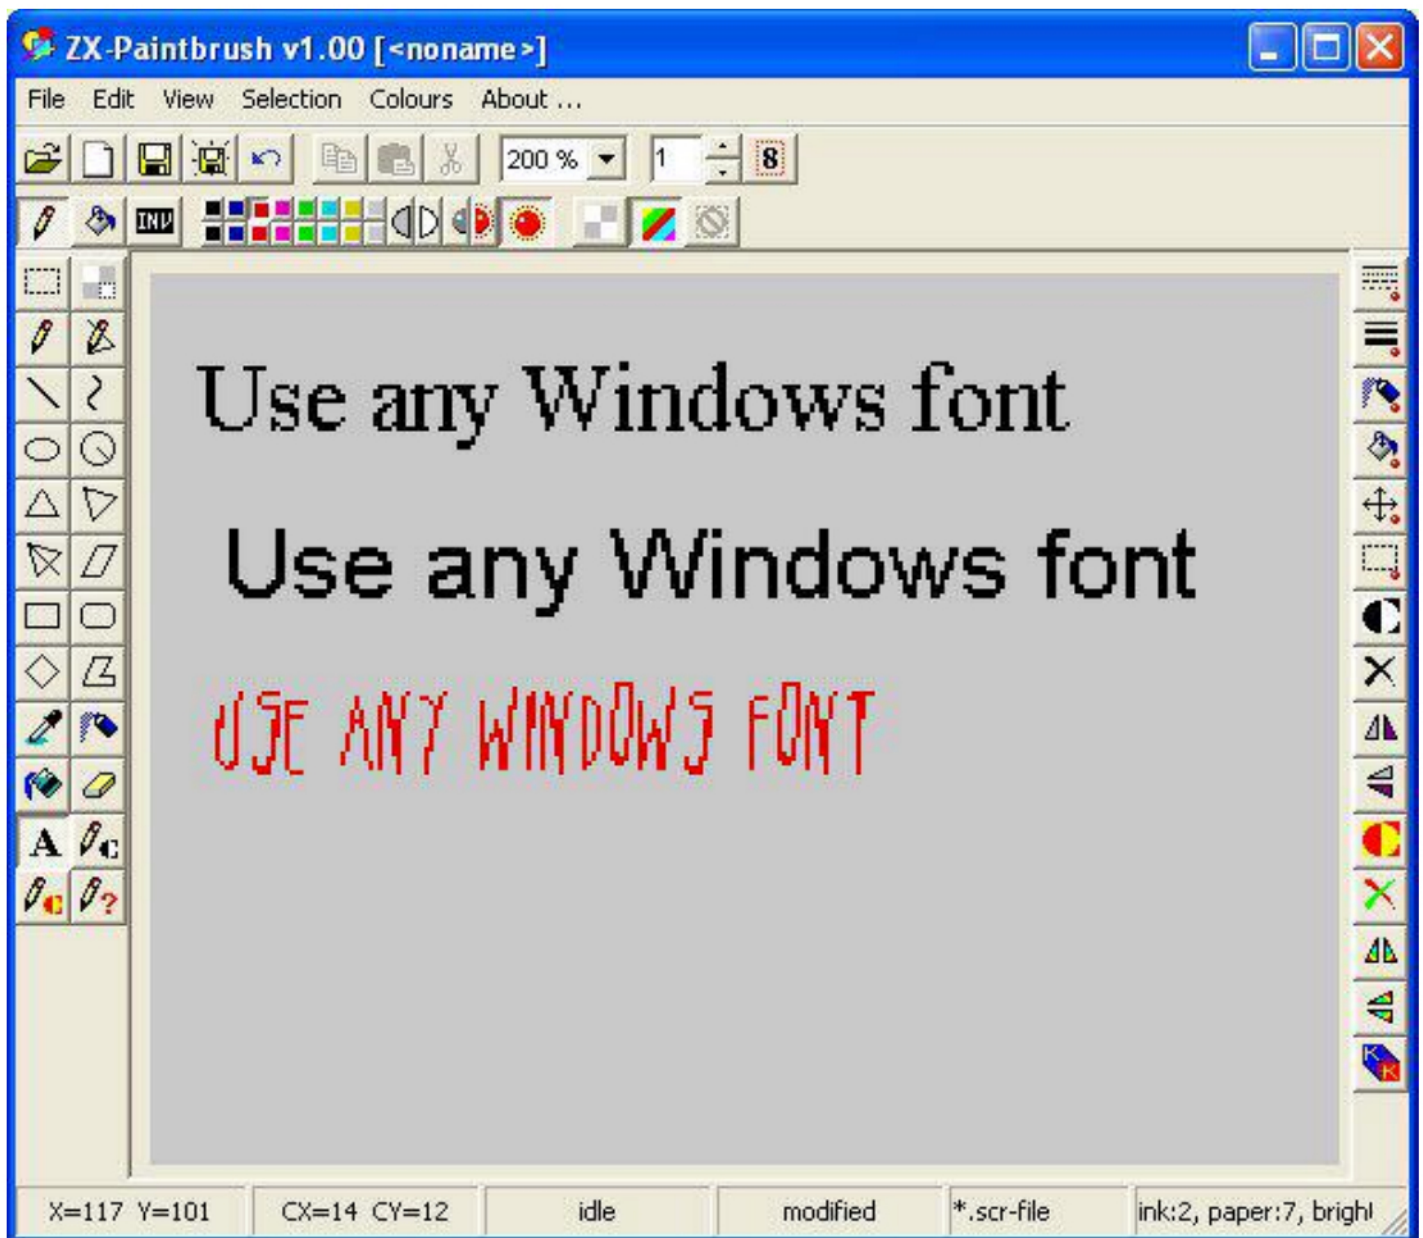 ZX-Paintbrush v1.00 [<noname>]
File Edit View Selection Colours About ...
200 % 1 8
INV
Use any Windows font
Use any Windows font
USE ANY WINDOWS FONT
A
K K
X=117 Y=101 CX=14 CY=12 idle modified *.scr-file ink:2, paper:7, bright